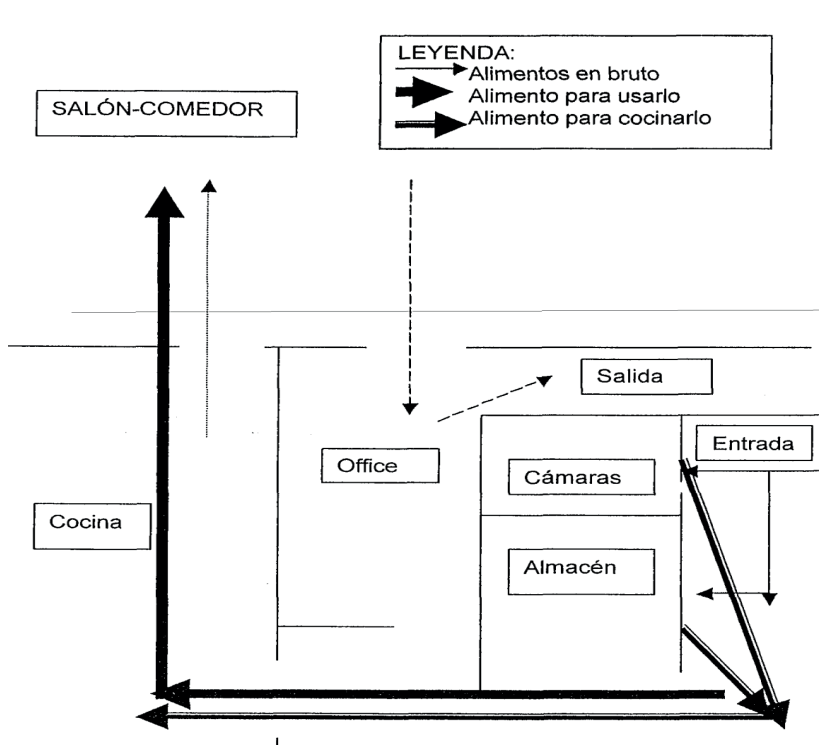 LEYENDA:
Alimentos en bruto
Alimento para usarlo
Alimento para cocinarlo
SALÓN-COMEDOR
Salida
Entrada
Office
Cámaras
Cocina
Almacén